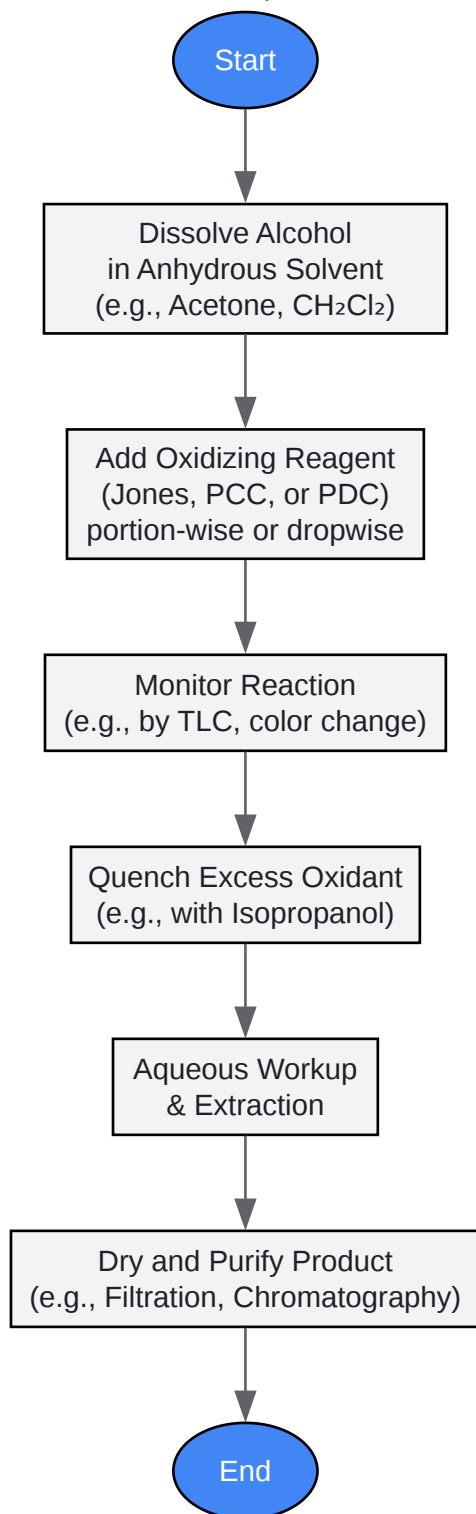 Start
Dissolve Alcohol
in Anhydrous Solvent
(e.g., Acetone, CH₂Cl₂)
Add Oxidizing Reagent
(Jones, PCC, or PDC)
portion-wise or dropwise
Monitor Reaction
(e.g., by TLC, color change)
Quench Excess Oxidant
(e.g., with Isopropanol)
Aqueous Workup
& Extraction
Dry and Purify Product
(e.g., Filtration, Chromatography)
End